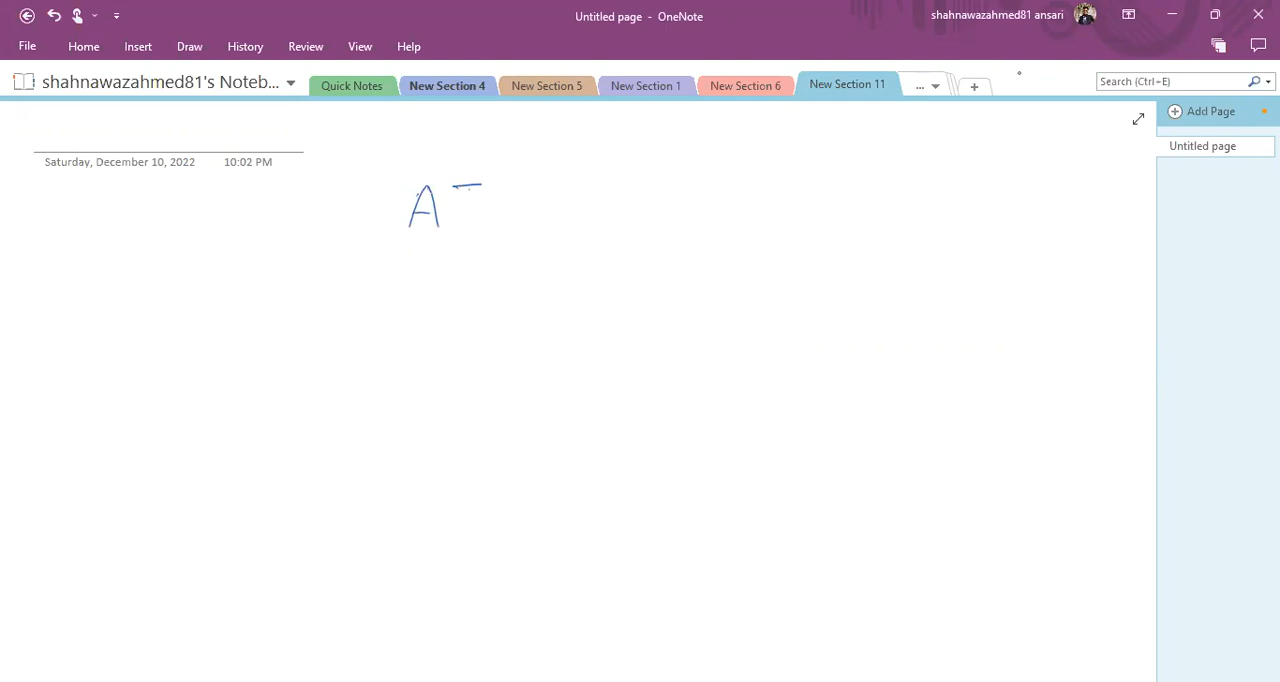 Untitled page - OneNote
shahnawazahmed81 ansari
File Home Insert Draw History Review View Help
shahnawazahmed81's Noteb... Quick Notes New Section 4 New Section 5 New Section 1 New Section 6 New Section 11 ... + Search (Ctrl+E)
Add Page
Untitled page
Saturday, December 10, 2022 10:02 PM
A